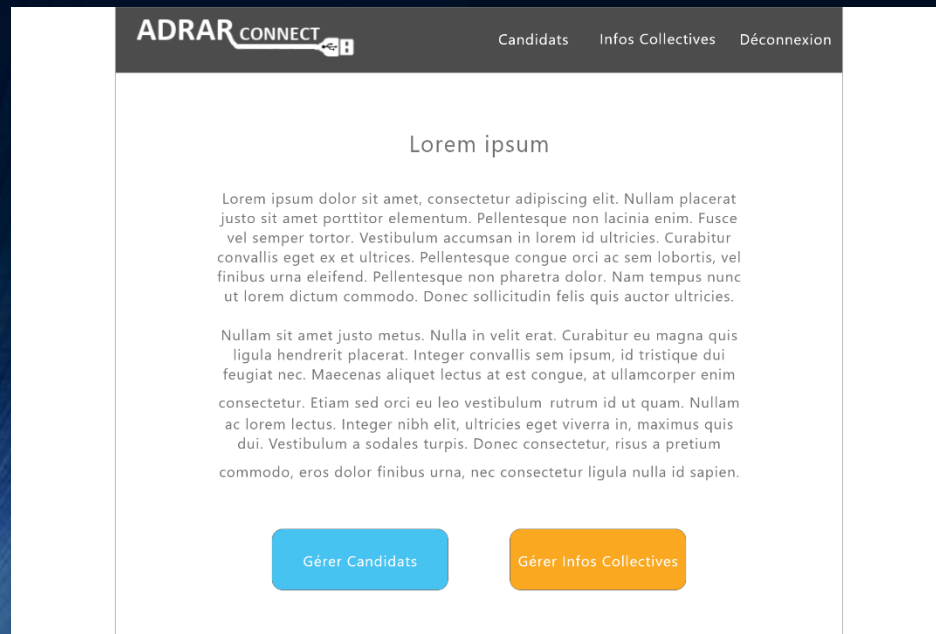 ADRAR CONNECT
Candidats Infos Collectives Déconnexion
Lorem ipsum
Lorem ipsum dolor sit amet, consectetur adipiscing elit. Nullam placerat
justo sit amet porttitor elementum. Pellentesque non lacinia enim. Fusce
vel semper tortor. Vestibulum accumsan in lorem id ultricies. Curabitur
convallis eget ex et ultrices. Pellentesque congue orci ac sem lobortis, vel
finibus urna eleifend. Pellentesque non pharetra dolor. Nam tempus nunc
ut lorem dictum commodo. Donec sollicitudin felis quis auctor ultricies.
Nullam sit amet justo metus. Nulla in velit erat. Curabitur eu magna quis
ligula hendrerit placerat. Integer convallis sem ipsum, id tristique dui
feugiat nec. Maecenas aliquet lectus at est congue, at ullamcorper enim
consectetur. Etiam sed orci eu leo vestibulum rutrum id ut quam. Nullam
ac lorem lectus. Integer nibh elit, ultricies eget viverra in, maximus quis
dui. Vestibulum a sodales turpis. Donec consectetur, risus a pretium
commodo, eros dolor finibus urna, nec consectetur ligula nulla id sapien.
Gérer Candidats Gérer Infos Collectives